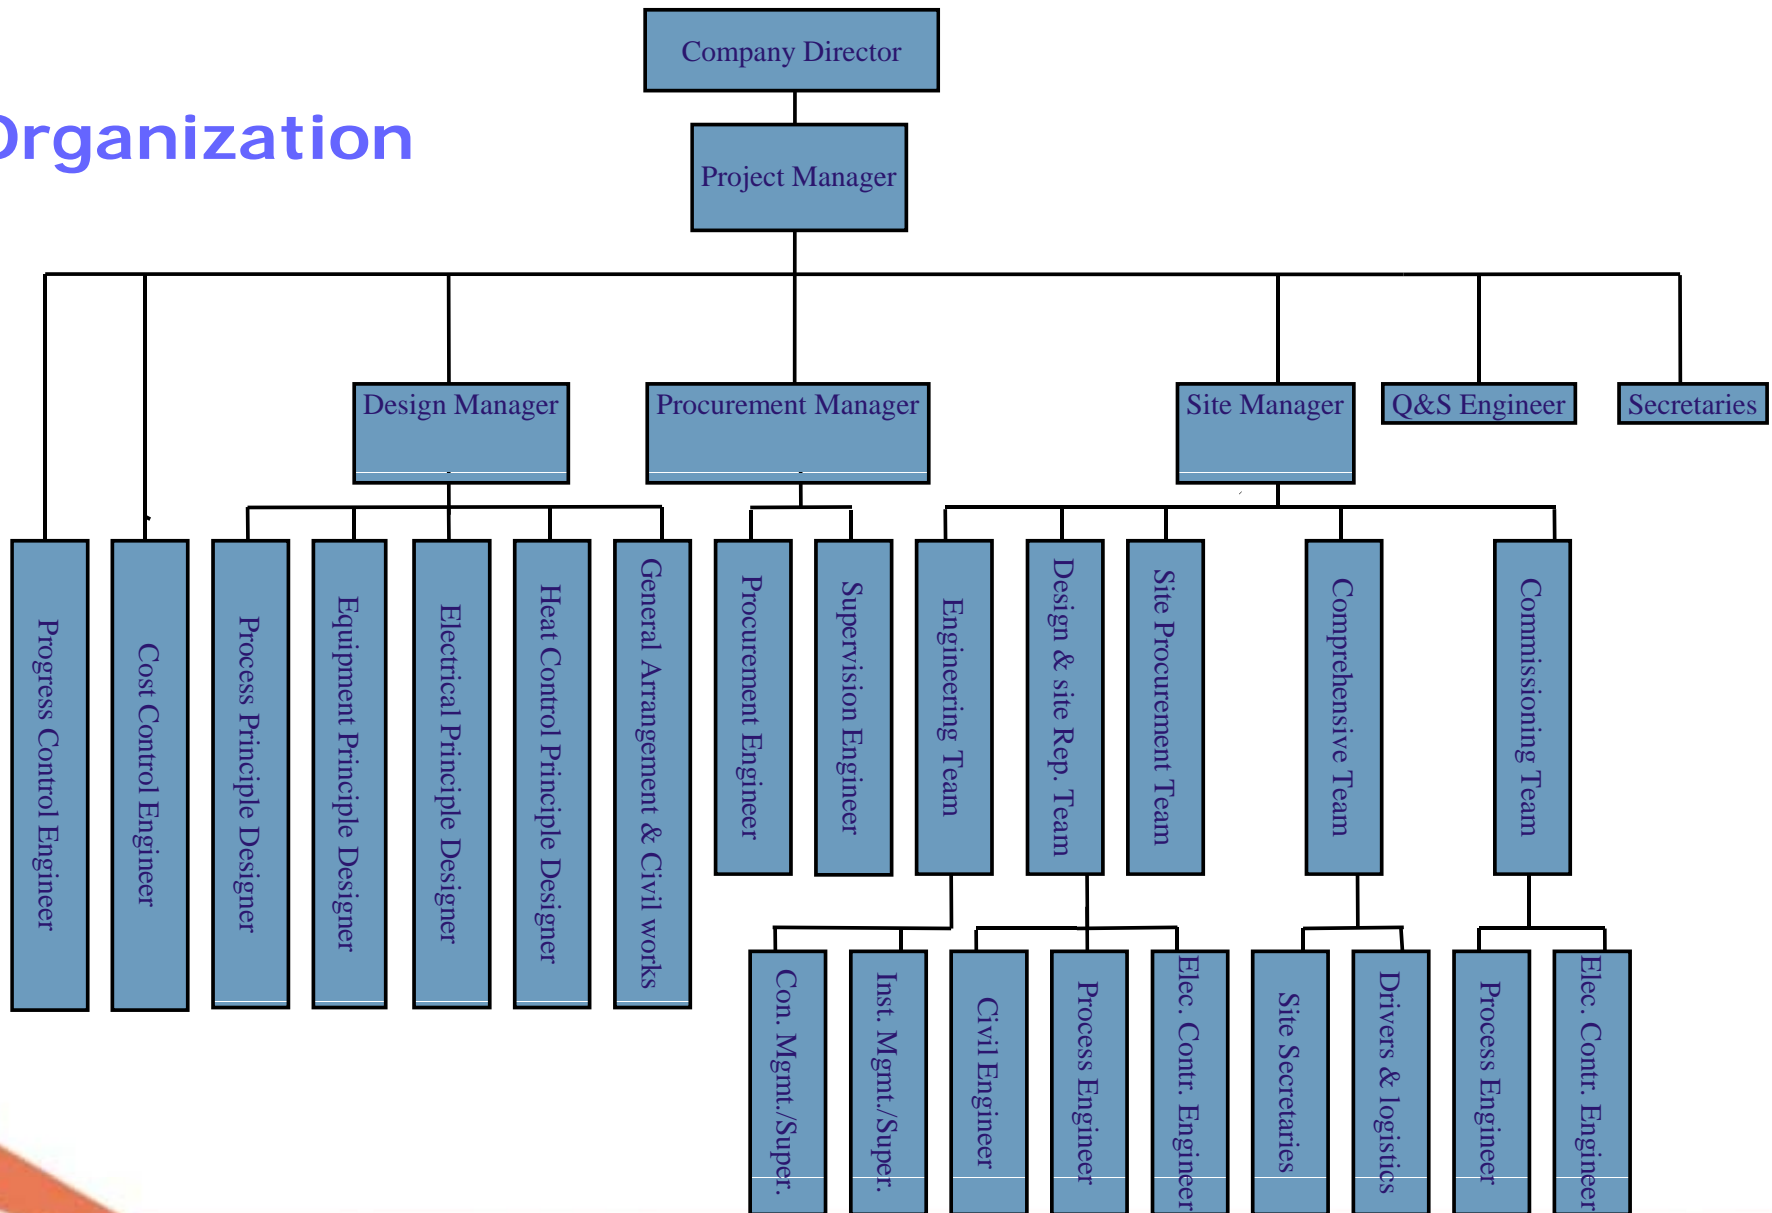 Company Director
Organization
Project Manager
Design Manager
Procurement Manager
Site Manager
Q&S Engineer
Secretaries
Progress Control Engineer
Cost Control Engineer
Process Principle Designer
Equipment Principle Designer
Electrical Principle Designer
Heat Control Principle Designer
General Arrangement & Civil works
Procurement Engineer
Supervision Engineer
Engineering Team
Design & site Rep. Team
Site Procurement Team
Comprehensive Team
Commissioning Team
Con. Mgmt./Super.
Inst. Mgmt./Super.
Civil Engineer
Process Engineer
Elec. Contr. Engineer
Site Secretaries
Drivers & logistics
Process Engineer
Elec. Contr. Engineer